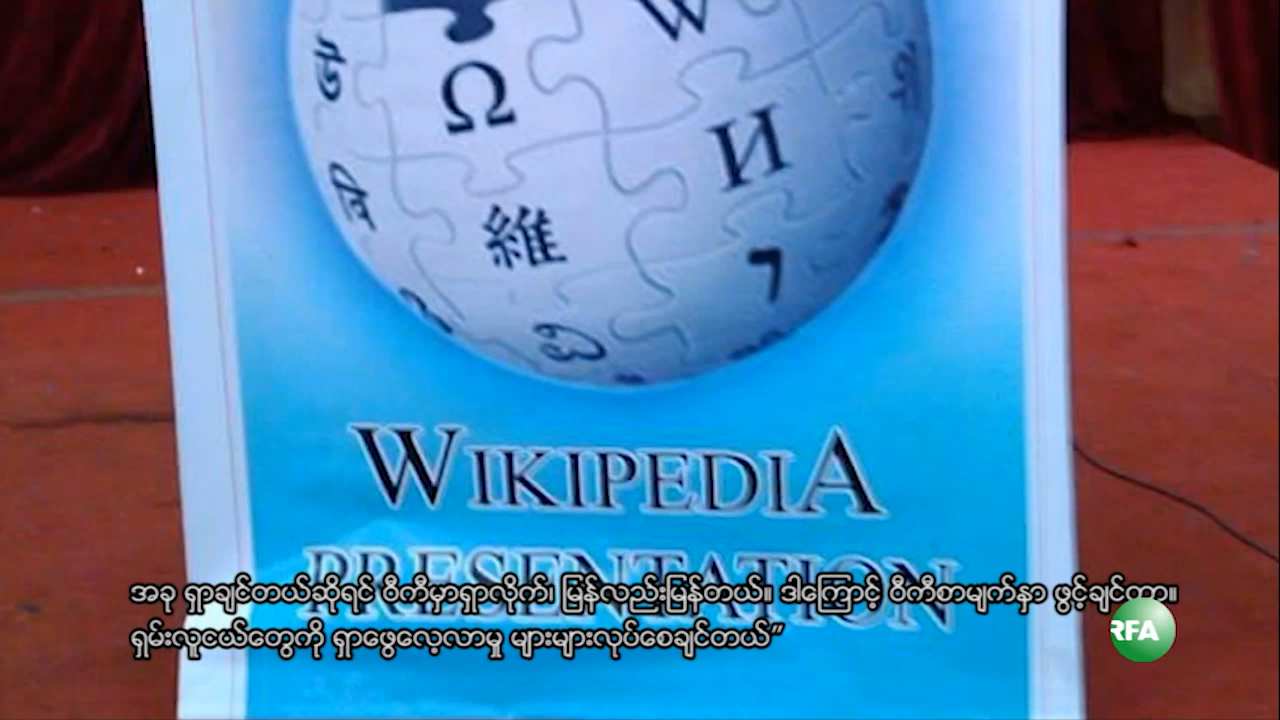 উ
Ω
W
И
वि
維
ר
WIKIPEDIA
PRESENTATION
အခု ရှာချင်တယ်ဆိုရင် ဝီကီမှာရှာလိုက်၊ မြန်လည်းမြန်တယ်။ ဒါကြောင့် ဝီကီစာမျက်နှာ ဖွင့်ချင်တာ။
ရှမ်းလူငယ်တွေကို ရှာဖွေလေ့လာမှု များများလုပ်စေချင်တယ်”
RFA